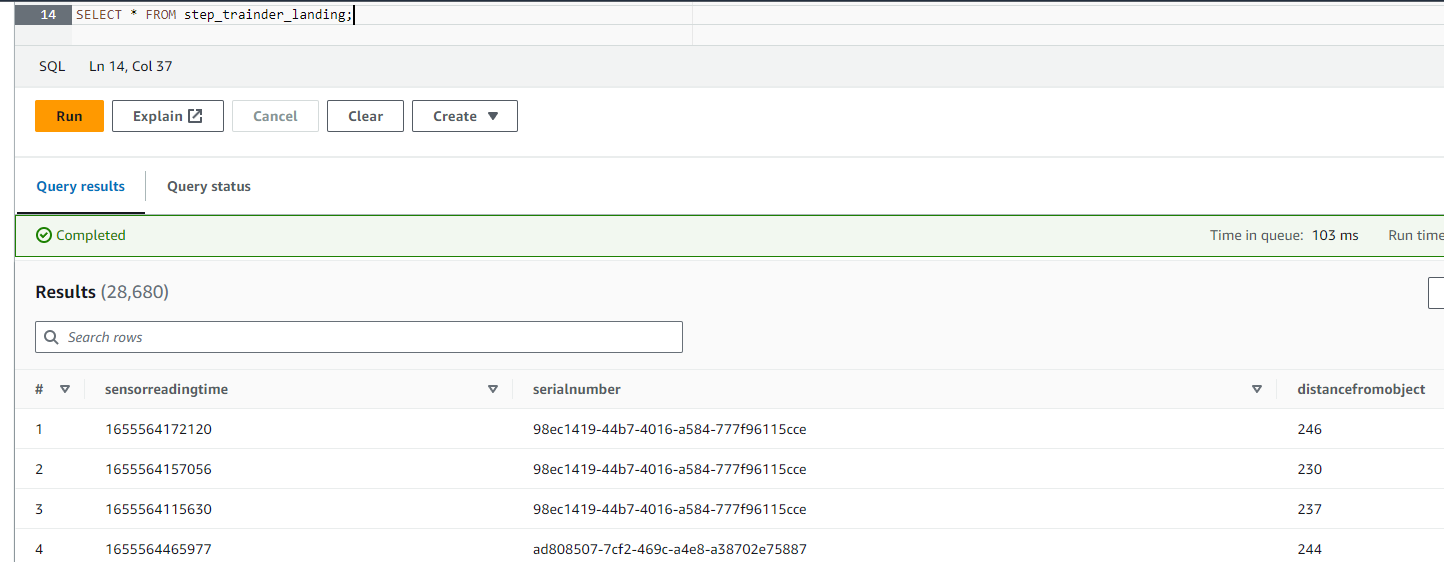 14 SELECT * FROM step_trainder_landing;
SQL Ln 14, Col 37
Run Explain Cancel Clear Create
Query results Query status
Completed Time in queue: 103 ms Run time
Results (28,680)
Search rows
# sensorreadingtime serialnumber distancefromobject
1 1655564172120 98ec1419-44b7-4016-a584-777f96115cce 246
2 1655564157056 98ec1419-44b7-4016-a584-777f96115cce 230
3 1655564115630 98ec1419-44b7-4016-a584-777f96115cce 237
4 1655564465977 ad808507-7cf2-469c-a4e8-a38702e75887 244